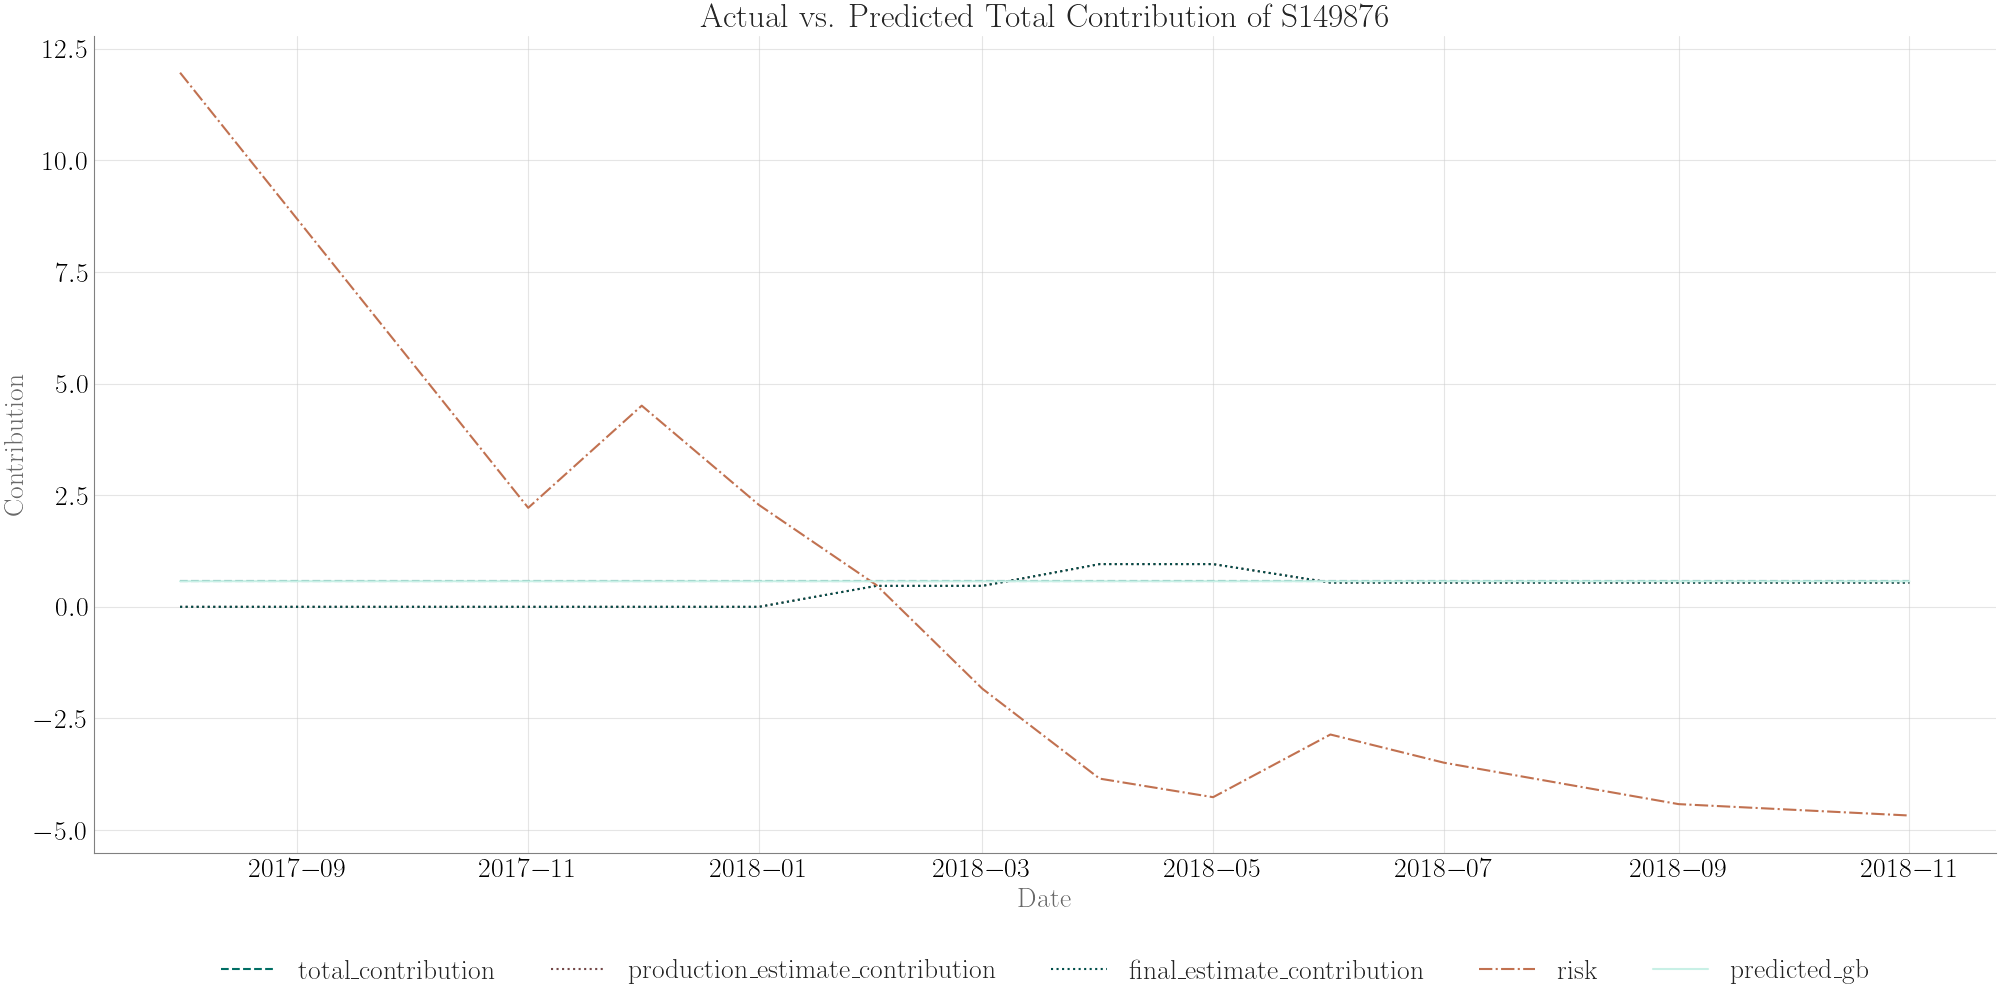 Actual vs. Predicted Total Contribution of S149876
12.5
10.0
7.5
5.0
2.5
0.0
−2.5
−5.0
Contribution
2017−09 2017−11 2018−01 2018−03 2018−05 2018−07 2018−09 2018−11
Date
total_contribution production_estimate_contribution final_estimate_contribution risk predicted_gb